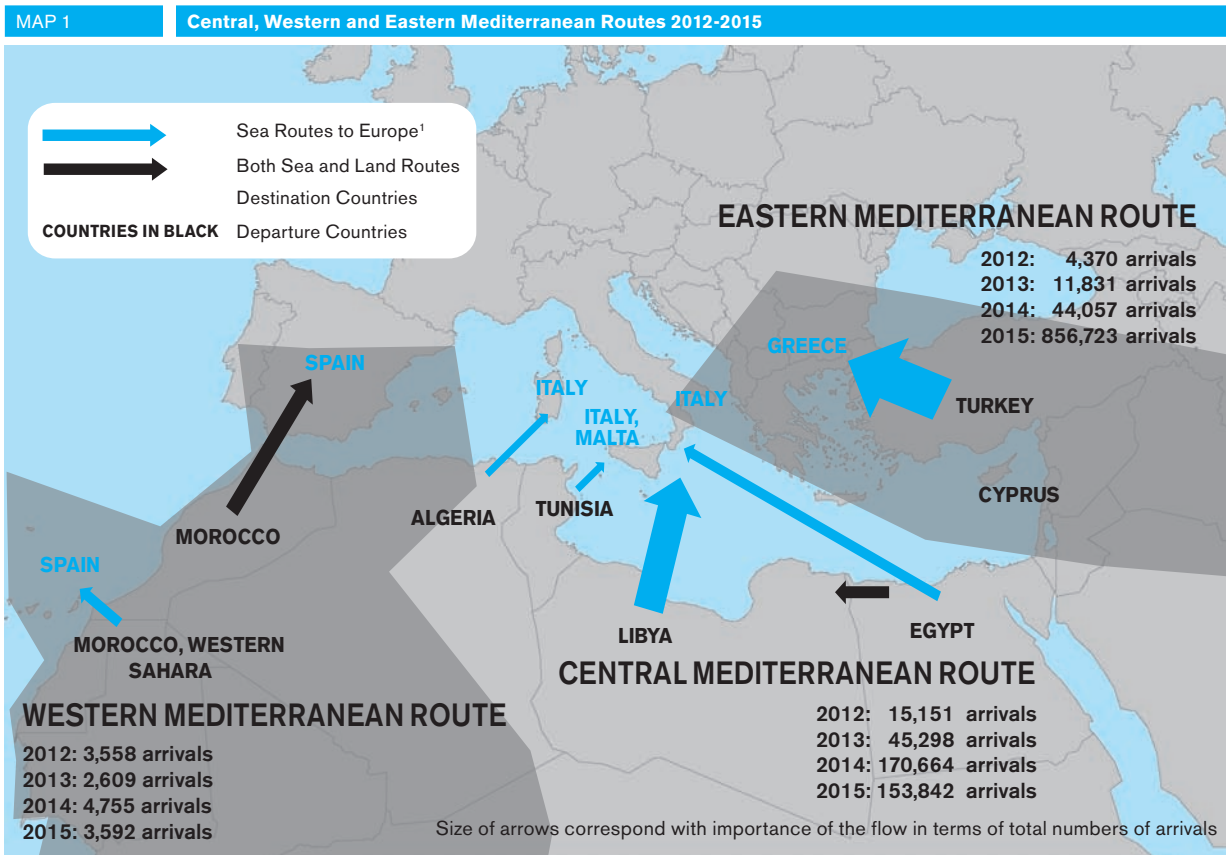 MAP 1
Central, Western and Eastern Mediterranean Routes 2012-2015
Sea Routes to Europe¹
Both Sea and Land Routes
Destination Countries
COUNTRIES IN BLACK Departure Countries
EASTERN MEDITERRANEAN ROUTE
2012: 4,370 arrivals
2013: 11,831 arrivals
2014: 44,057 arrivals
2015: 856,723 arrivals
SPAIN
GREECE
ITALY
ITALY
ITALY,
MALTA
TURKEY
CYPRUS
ALGERIA
TUNISIA
MOROCCO
SPAIN
MOROCCO, WESTERN
SAHARA
LIBYA
EGYPT
CENTRAL MEDITERRANEAN ROUTE
2012: 15,151 arrivals
2013: 45,298 arrivals
2014: 170,664 arrivals
2015: 153,842 arrivals
WESTERN MEDITERRANEAN ROUTE
2012: 3,558 arrivals
2013: 2,609 arrivals
2014: 4,755 arrivals
2015: 3,592 arrivals
Size of arrows correspond with importance of the flow in terms of total numbers of arrivals